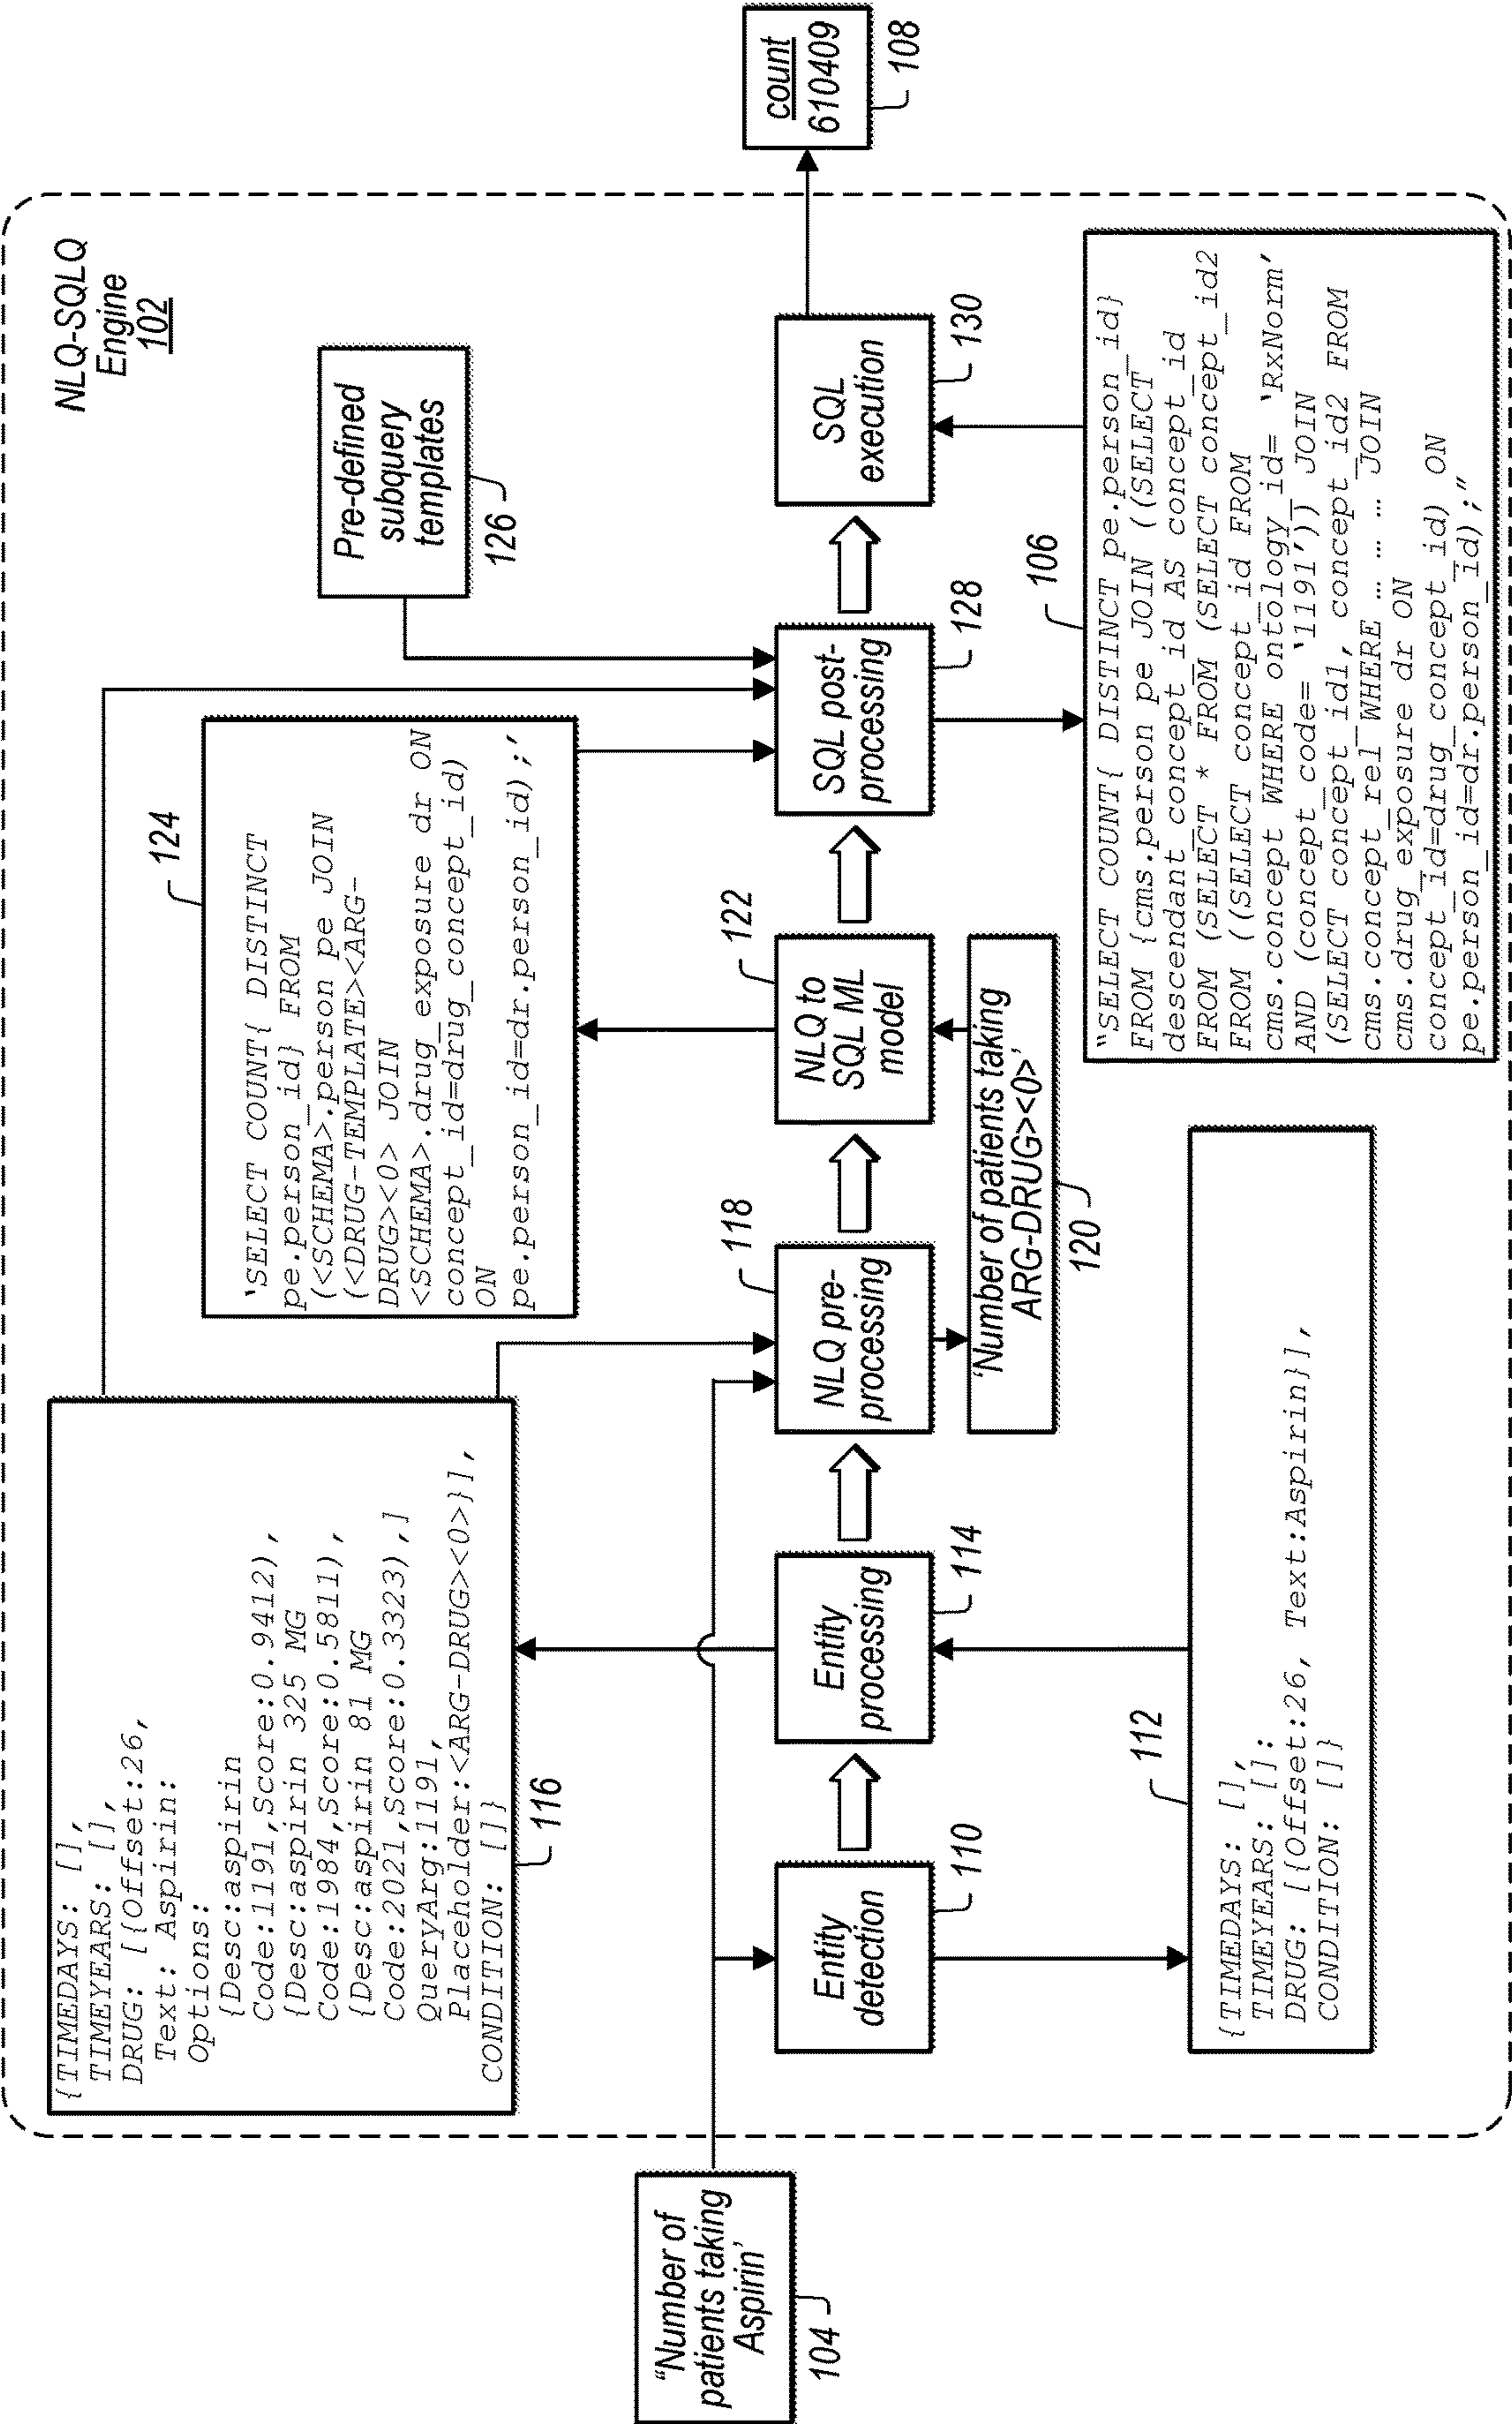 NLQ-SQLQ
Engine
102
{TIMEDAYS: [],
TIMEYEARS: [],
DRUG: [{Offset:26,
Text: Aspirin:
Options:
{Desc:aspirin
Code:1191,Score:0.9412),
{Desc:aspirin 325 MG
Code:1984,Score:0.5811),
{Desc:aspirin 81 MG
Code:2021,Score:0.3323),]
QueryArg:1191,
Placeholder:<ARG-DRUG><0>}],
CONDITION: []}
116
124
'SELECT COUNT{ DISTINCT
pe.person_id} FROM
(<SCHEMA>.person pe JOIN
(<DRUG-TEMPLATE><ARG-
DRUG><0> JOIN
<SCHEMA>.drug_exposure dr ON
concept_id=drug_concept_id)
ON
pe.person_id=dr.person_id);'
Pre-defined
subquery
templates
126
"Number of
patients taking
Aspirin'
104
Entity
detection
110
Entity
processing
114
NLQ pre-
processing
118
NLQ to
SQL ML
model
122
SQL post-
processing
128
SQL
execution
130
count
610409
108
'Number of patients taking
ARG-DRUG><0>'
120
112
{TIMEDAYS: [],
TIMEYEARS: []:
DRUG: [{Offset:26, Text:Aspirin}],
CONDITION: []}
106
"SELECT COUNT{ DISTINCT pe.person_id}
FROM {cms.person pe JOIN ((SELECT
descendant_concept_id AS concept_id
FROM (SELECT * FROM (SELECT concept_id2
FROM ((SELECT concept_id FROM
cms.concept WHERE ontology_id= 'RxNorm'
AND (concept_code= '1191')) JOIN
(SELECT concept_id1, concept_id2 FROM
cms.concept_rel WHERE … … … JOIN
cms.drug_exposure dr ON
concept_id=drug_concept_id) ON
pe.person_id=dr.person_id);"